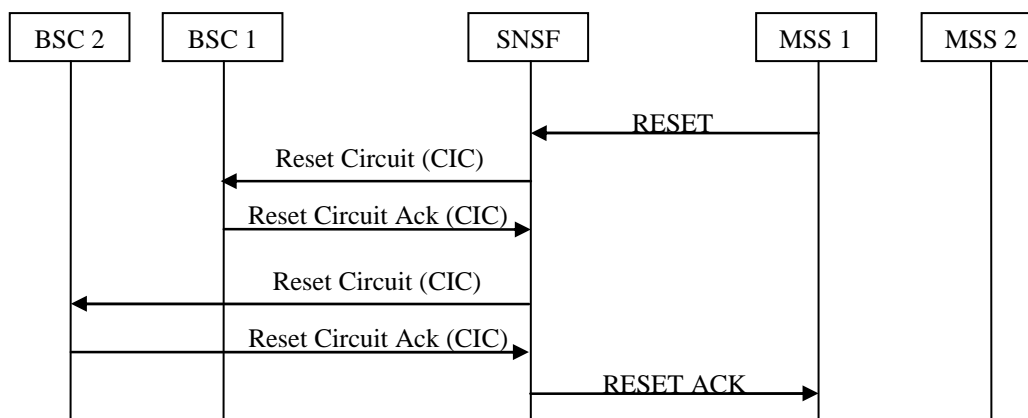 BSC 2
BSC 1
SNSF
MSS 1
MSS 2
RESET
Reset Circuit (CIC)
Reset Circuit Ack (CIC)
Reset Circuit (CIC)
Reset Circuit Ack (CIC)
RESET ACK